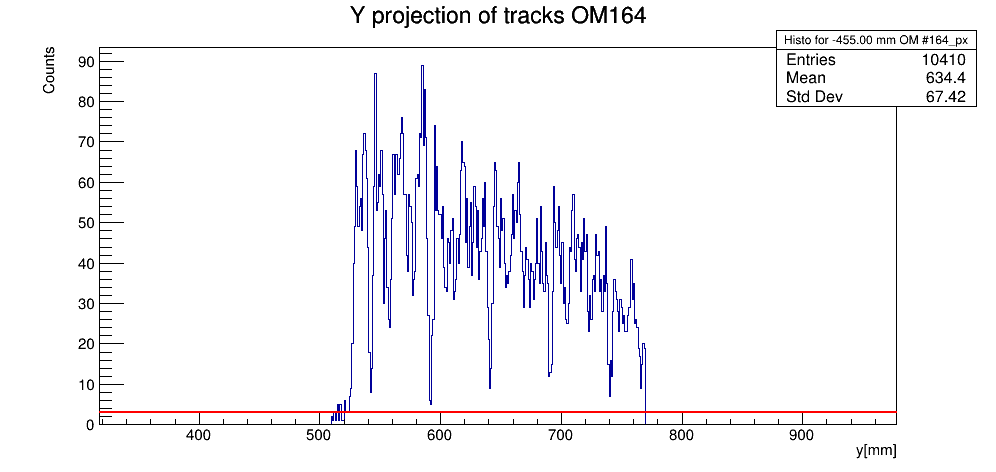 Y projection of tracks OM164
Histo for -455.00 mm OM #164_px
Entries 10410
Mean 634.4
Std Dev 67.42
Counts
90
80
70
60
50
40
30
20
10
0
400 500 600 700 800 900
y[mm]